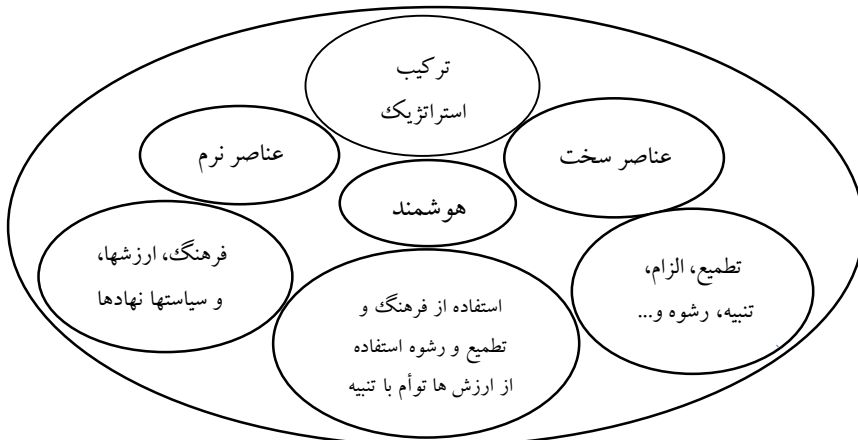 ترکیب
استراتژیک
عناصر سخت
عناصر نرم
هوشمند
تطمیع، الزام،
تنبیه، رشوه و...
فرهنگ، ارزشها،
و سیاستها نهادها
استفاده از فرهنگ و
تطمیع و رشوه استفاده
از ارزش ها توأم با تنبیه